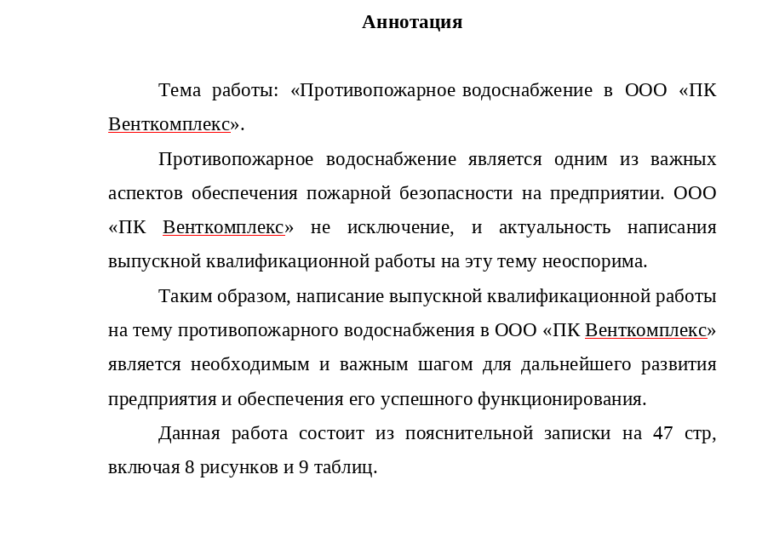 Аннотация
Тема работы: «Противопожарное водоснабжение в ООО «ПК
Венткомплекс».
Противопожарное водоснабжение является одним из важных
аспектов обеспечения пожарной безопасности на предприятии. ООО
«ПК Венткомплекс» не исключение, и актуальность написания
выпускной квалификационной работы на эту тему неоспорима.
Таким образом, написание выпускной квалификационной работы
на тему противопожарного водоснабжения в ООО «ПК Венткомплекс»
является необходимым и важным шагом для дальнейшего развития
предприятия и обеспечения его успешного функционирования.
Данная работа состоит из пояснительной записки на 47 стр,
включая 8 рисунков и 9 таблиц.